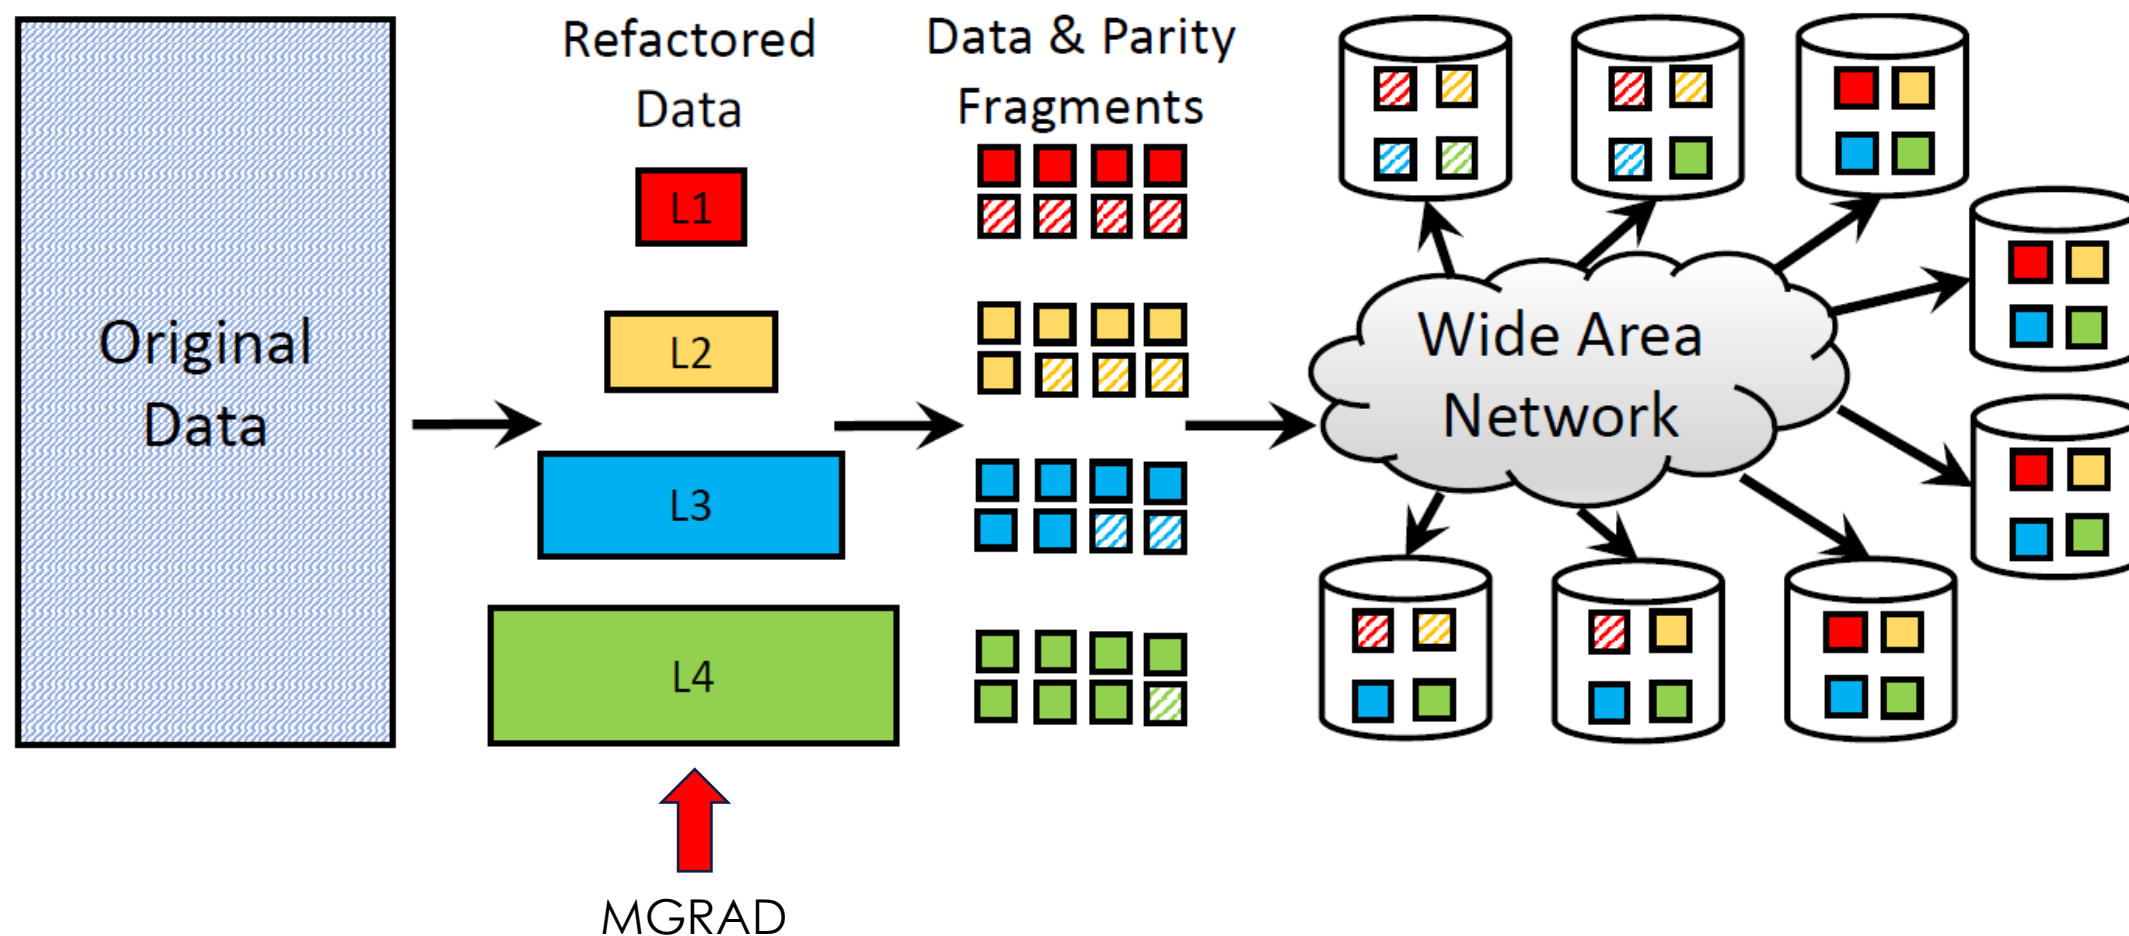 Original
Data
Refactored
Data
L1
L2
L3
L4
MGRAD
Data & Parity
Fragments
Wide Area
Network